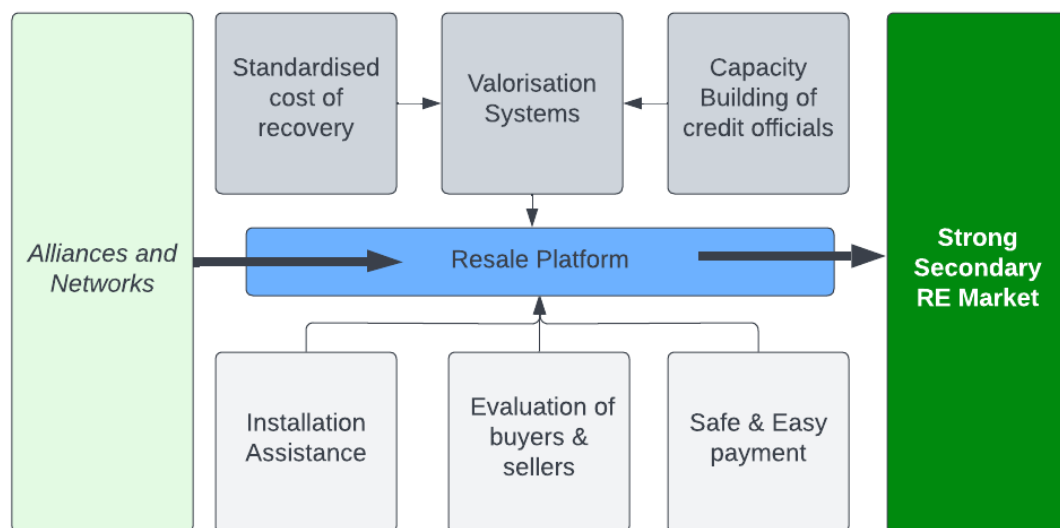 Standardised
cost of
recovery
Valorisation
Systems
Capacity
Building of
credit officials
Alliances and
Networks
Resale Platform
Strong
Secondary
RE Market
Installation
Assistance
Evaluation of
buyers &
sellers
Safe & Easy
payment